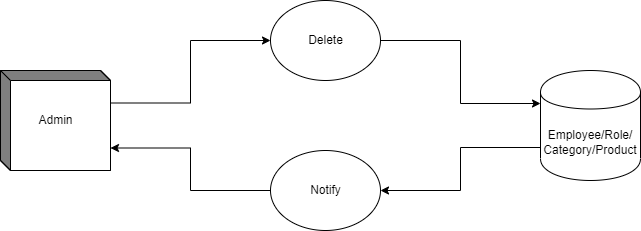 Delete
Admin
Employee/Role/
Category/Product
Notify